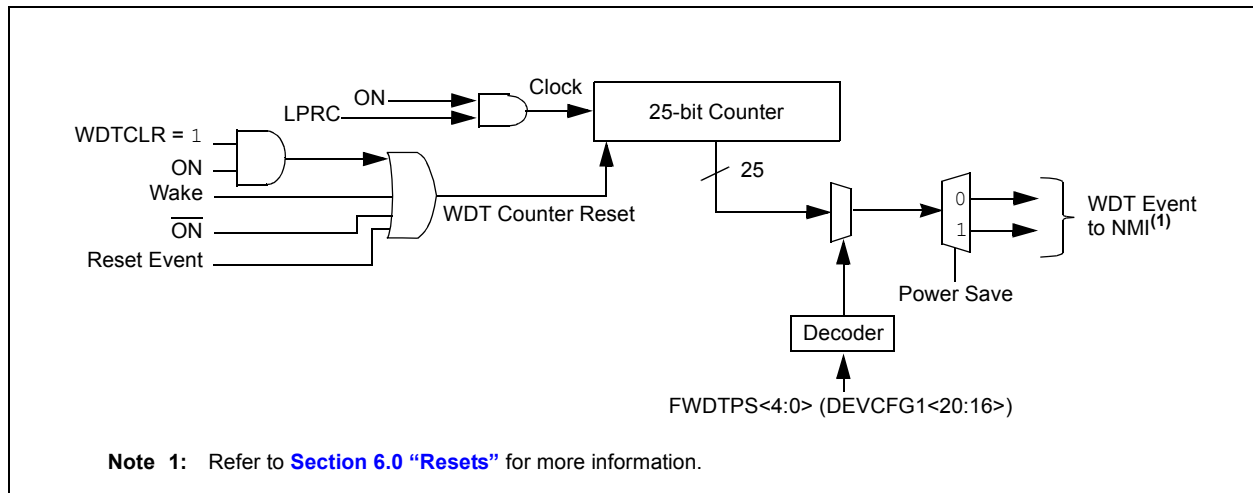 Clock
ON
LPRC
25-bit Counter
WDTCLR = 1
ON
Wake
ON
Reset Event
WDT Counter Reset
25
0
1
WDT Event
to NMI(1)
Power Save
Decoder
FWDTPS<4:0> (DEVCFG1<20:16>)
Note 1: Refer to Section 6.0 “Resets” for more information.